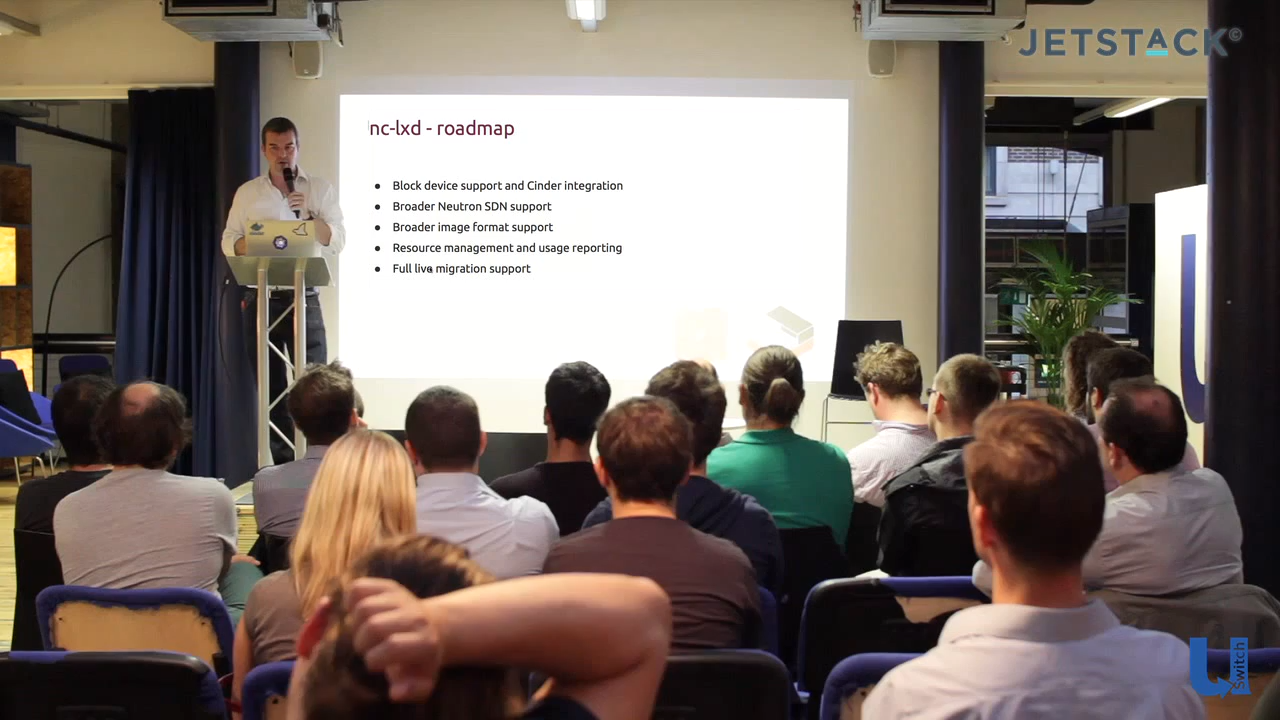 JETSTACK©
nc-lxd - roadmap
• Block device support and Cinder integration
• Broader Neutron SDN support
• Broader image format support
• Resource management and usage reporting
• Full live migration support
U
Uswitch